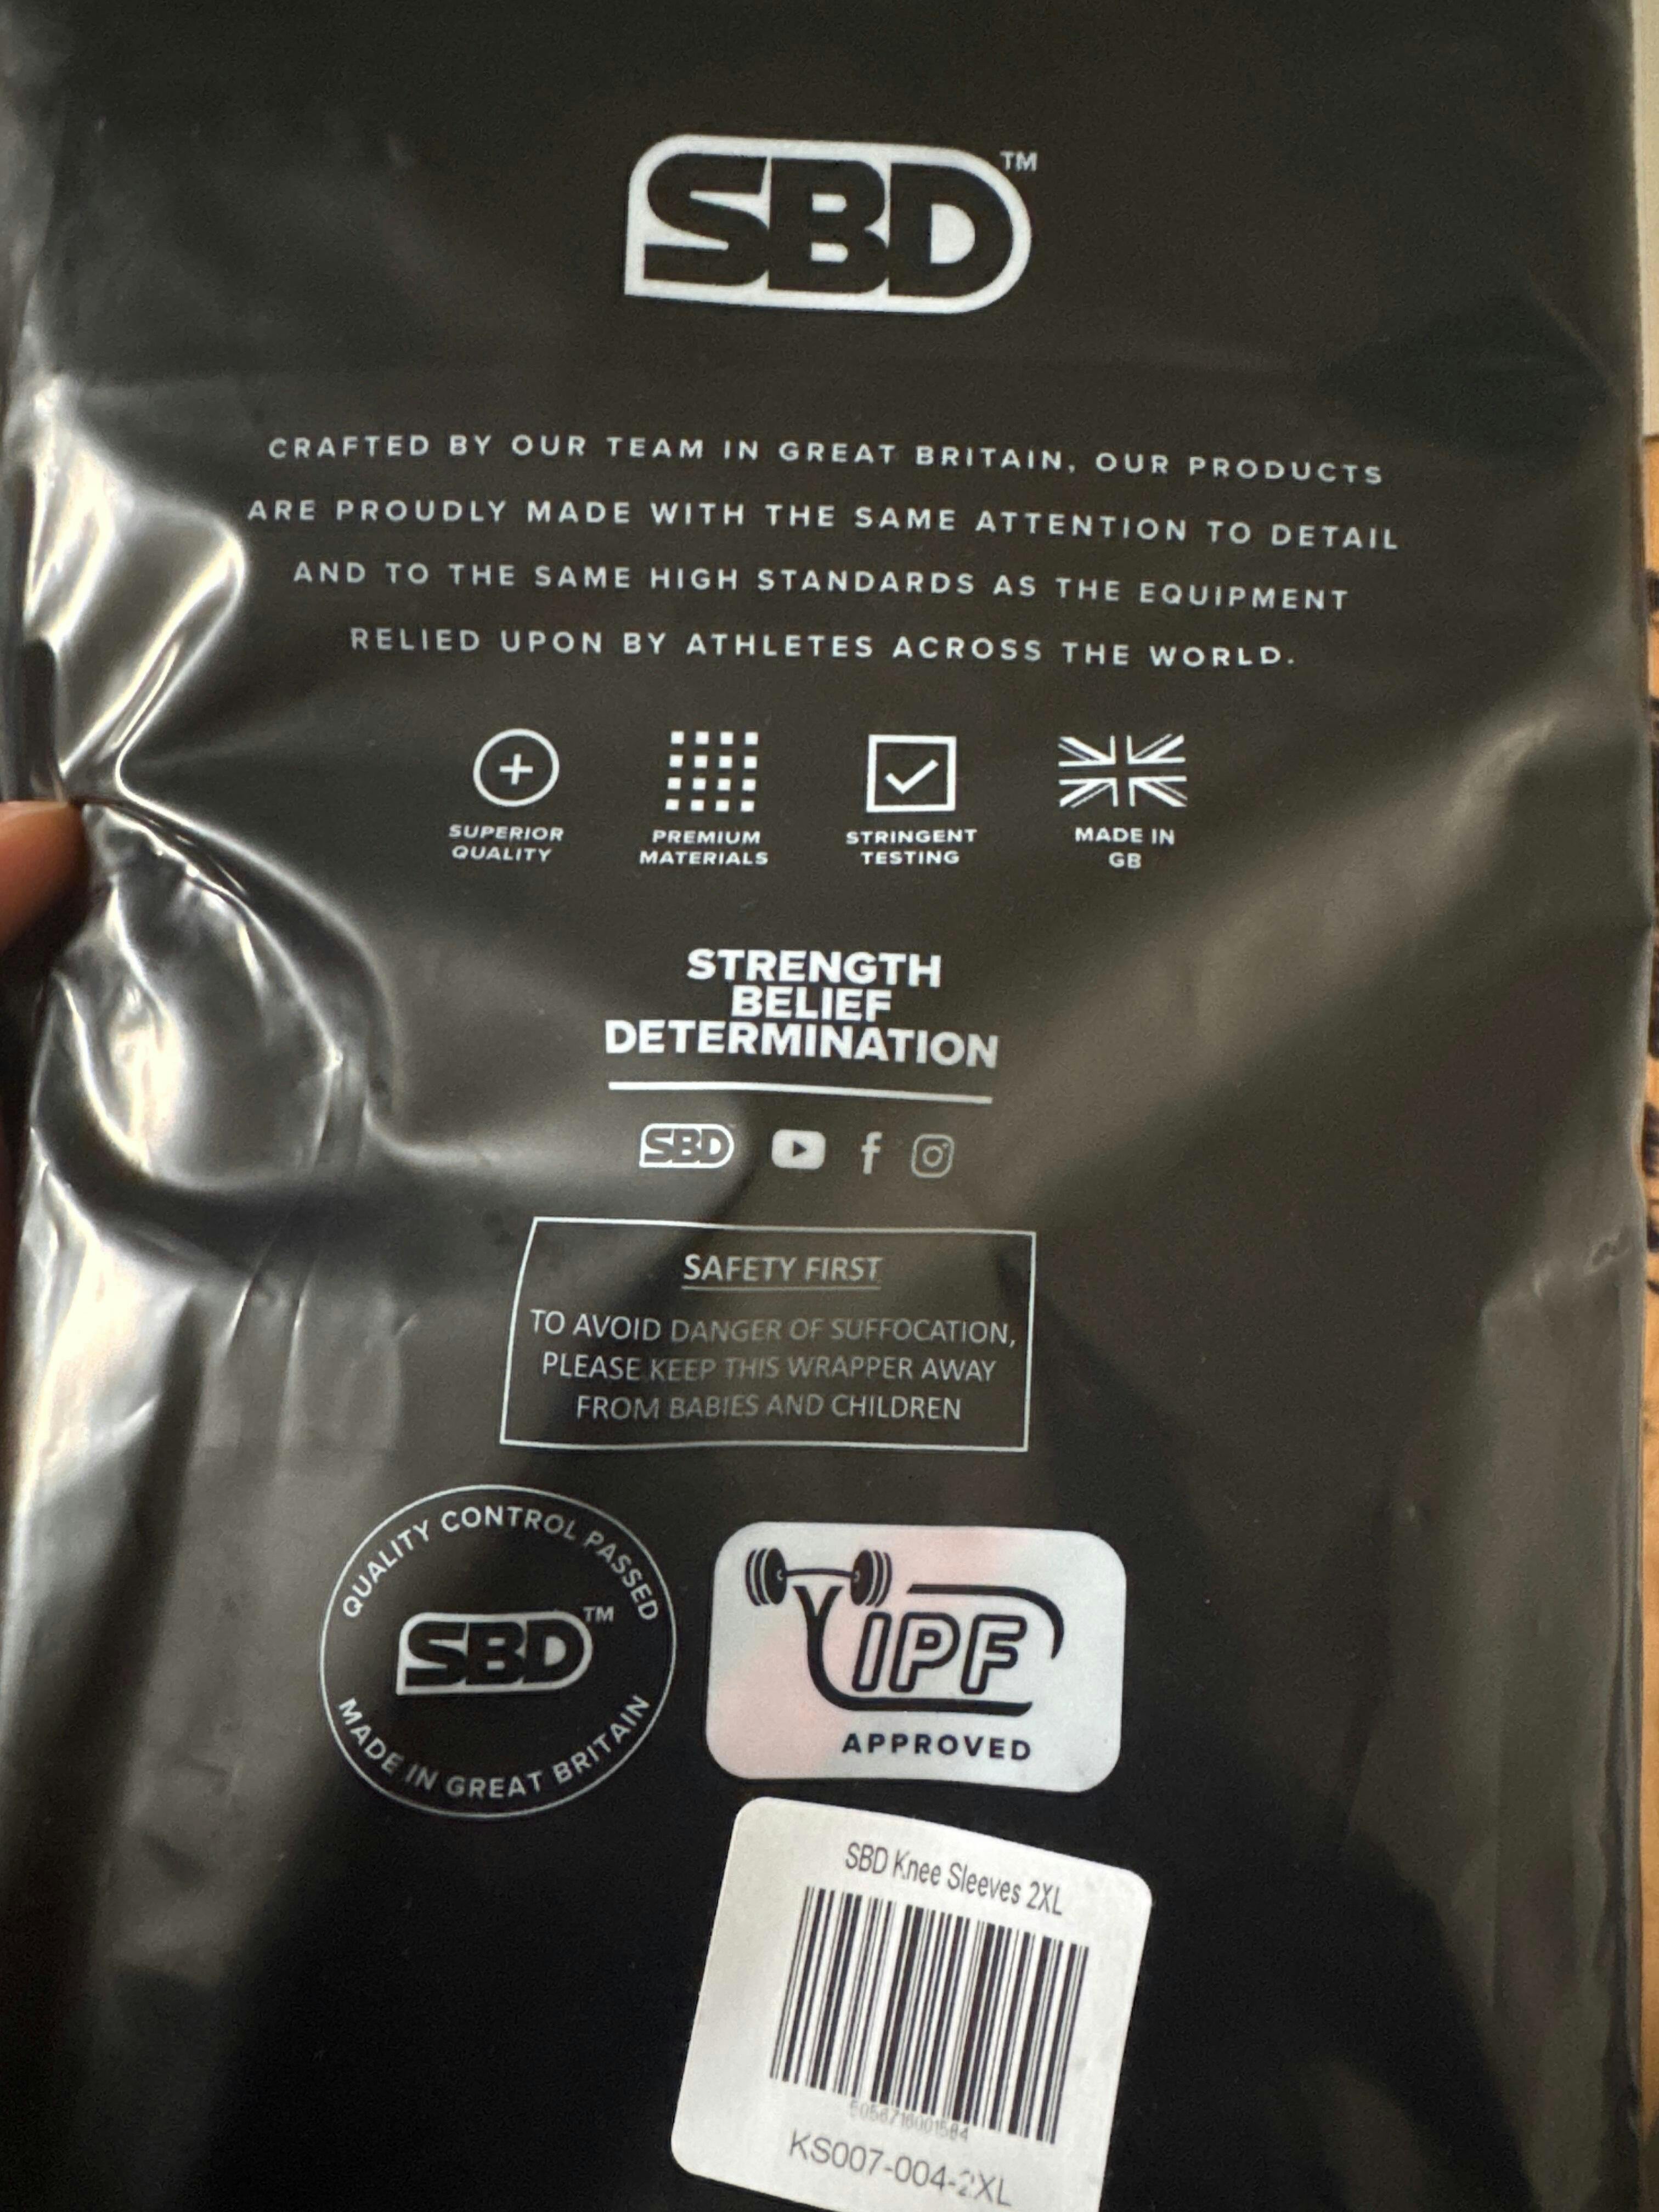 SBD™
CRAFTED BY OUR TEAM IN GREAT BRITAIN, OUR PRODUCTS
ARE PROUDLY MADE WITH THE SAME ATTENTION TO DETAIL
AND TO THE SAME HIGH STANDARDS AS THE EQUIPMENT
RELIED UPON BY ATHLETES ACROSS THE WORLD.
SUPERIOR
QUALITY
PREMIUM
MATERIALS
STRINGENT
TESTING
MADE IN
GB
STRENGTH
BELIEF
DETERMINATION
SBD
SAFETY FIRST
TO AVOID DANGER OF SUFFOCATION,
PLEASE KEEP THIS WRAPPER AWAY
FROM BABIES AND CHILDREN
QUALITY CONTROL PASSED
SBD™
MADE IN GREAT BRITAIN
IPF
APPROVED
SBD Knee Sleeves 2XL
KS007-004-2XL